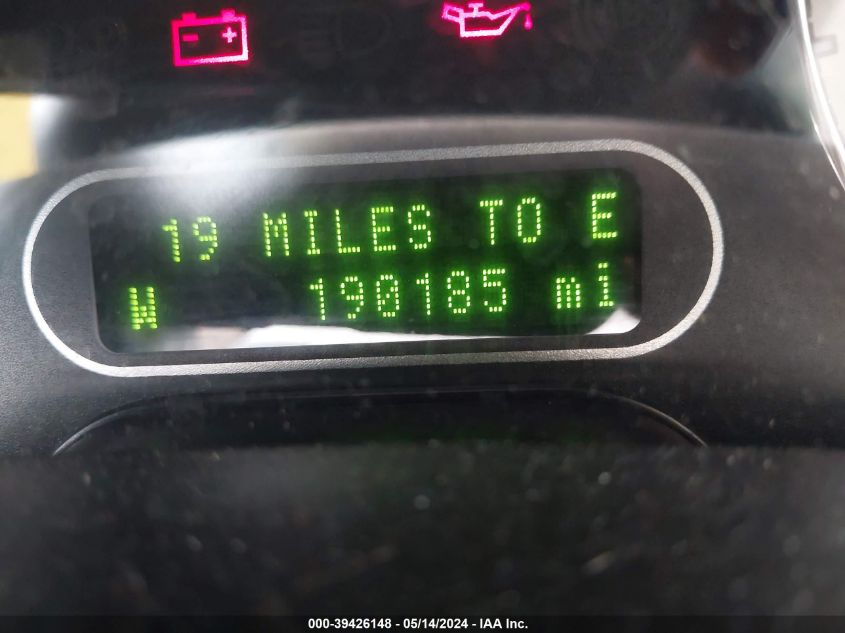 19 MILES TO E
W 190185 mi
000-39426148 - 05/14/2024 - IAA Inc.